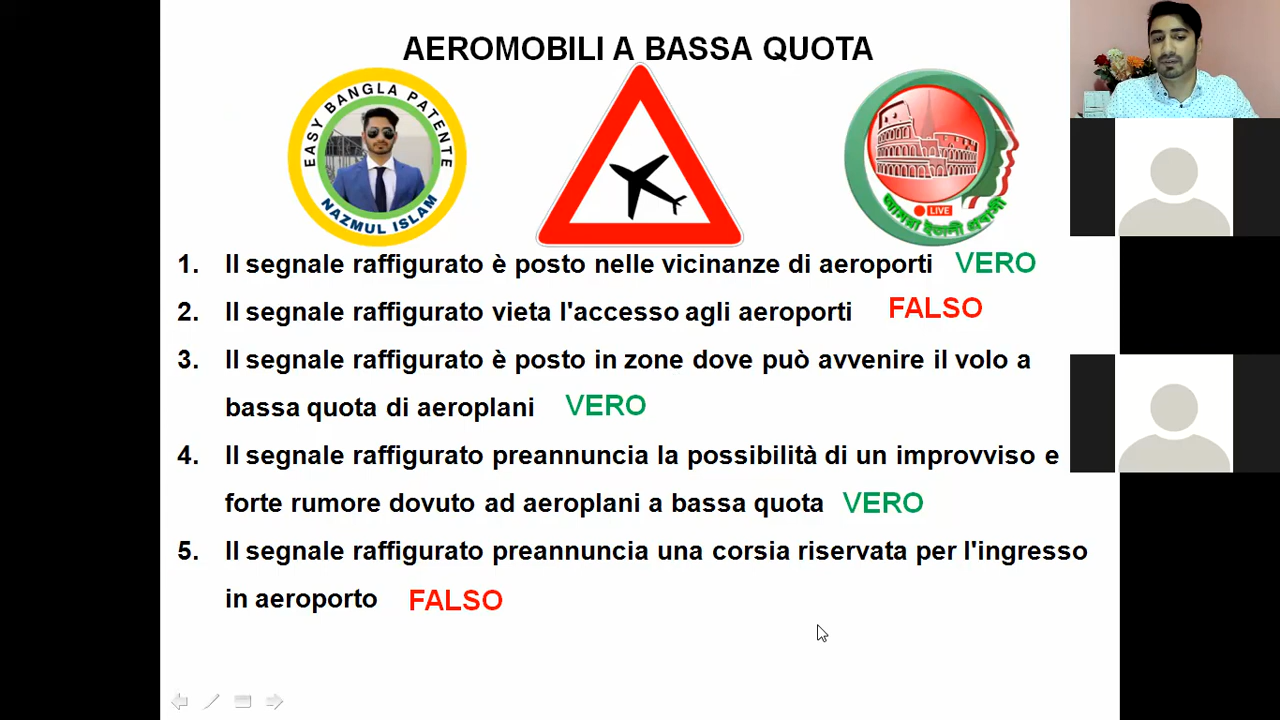 AEROMOBILI A BASSA QUOTA
EASY BANGLA PATENTE
NAZMUL ISLAM
LIVE
আমরা ইতালী প্রবাসী
1. Il segnale raffigurato è posto nelle vicinanze di aeroporti VERO
2. Il segnale raffigurato vieta l'accesso agli aeroporti FALSO
3. Il segnale raffigurato è posto in zone dove può avvenire il volo a
bassa quota di aeroplani VERO
4. Il segnale raffigurato preannuncia la possibilità di un improvviso e
forte rumore dovuto ad aeroplani a bassa quota VERO
5. Il segnale raffigurato preannuncia una corsia riservata per l'ingresso
in aeroporto FALSO